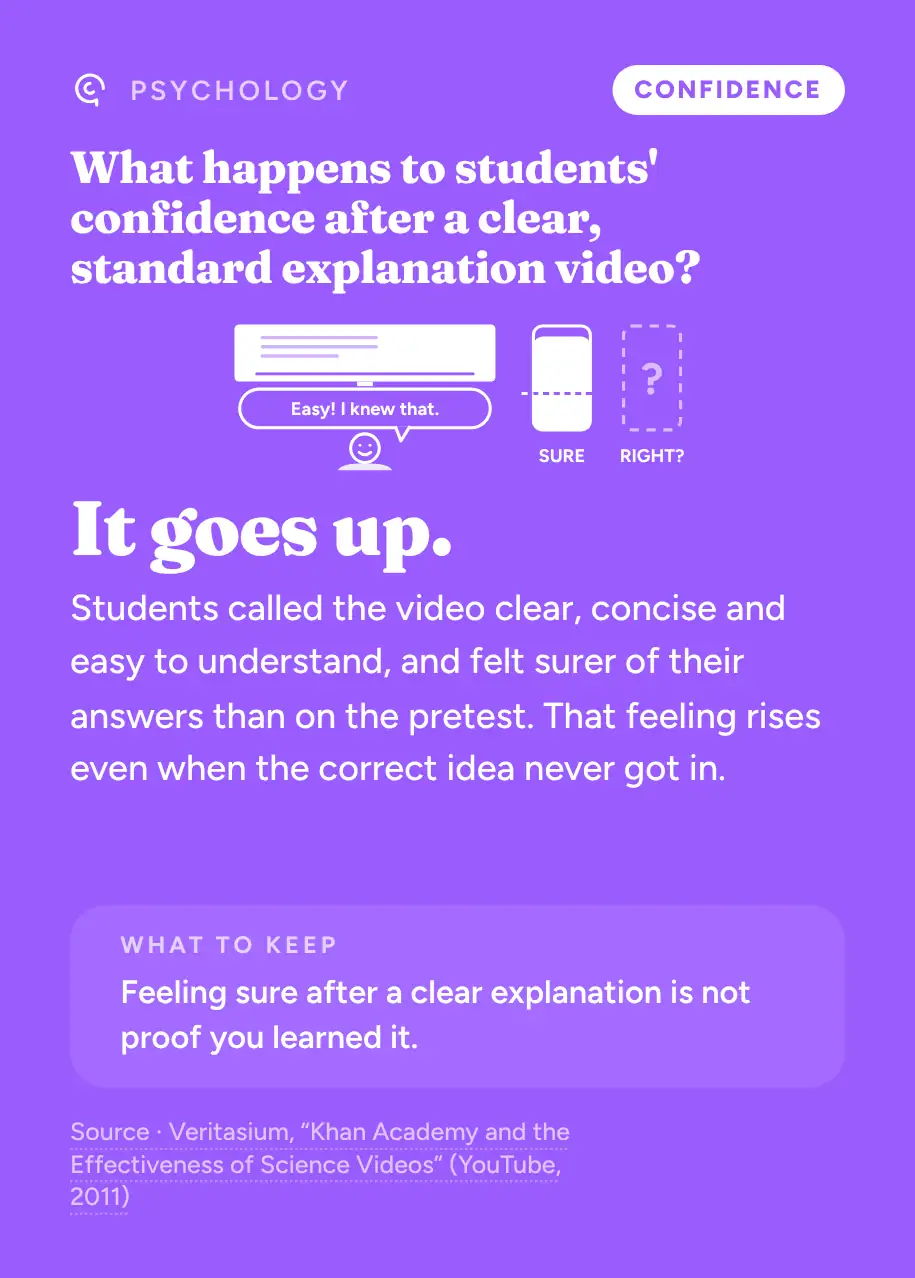 PSYCHOLOGY
CONFIDENCE
What happens to students'
confidence after a clear,
standard explanation video?
Easy! I knew that.
?
SURE
RIGHT?
It goes up.
Students called the video clear, concise and
easy to understand, and felt surer of their
answers than on the pretest. That feeling rises
even when the correct idea never got in.
WHAT TO KEEP
Feeling sure after a clear explanation is not
proof you learned it.
Source · Veritasium, “Khan Academy and the
Effectiveness of Science Videos” (YouTube,
2011)